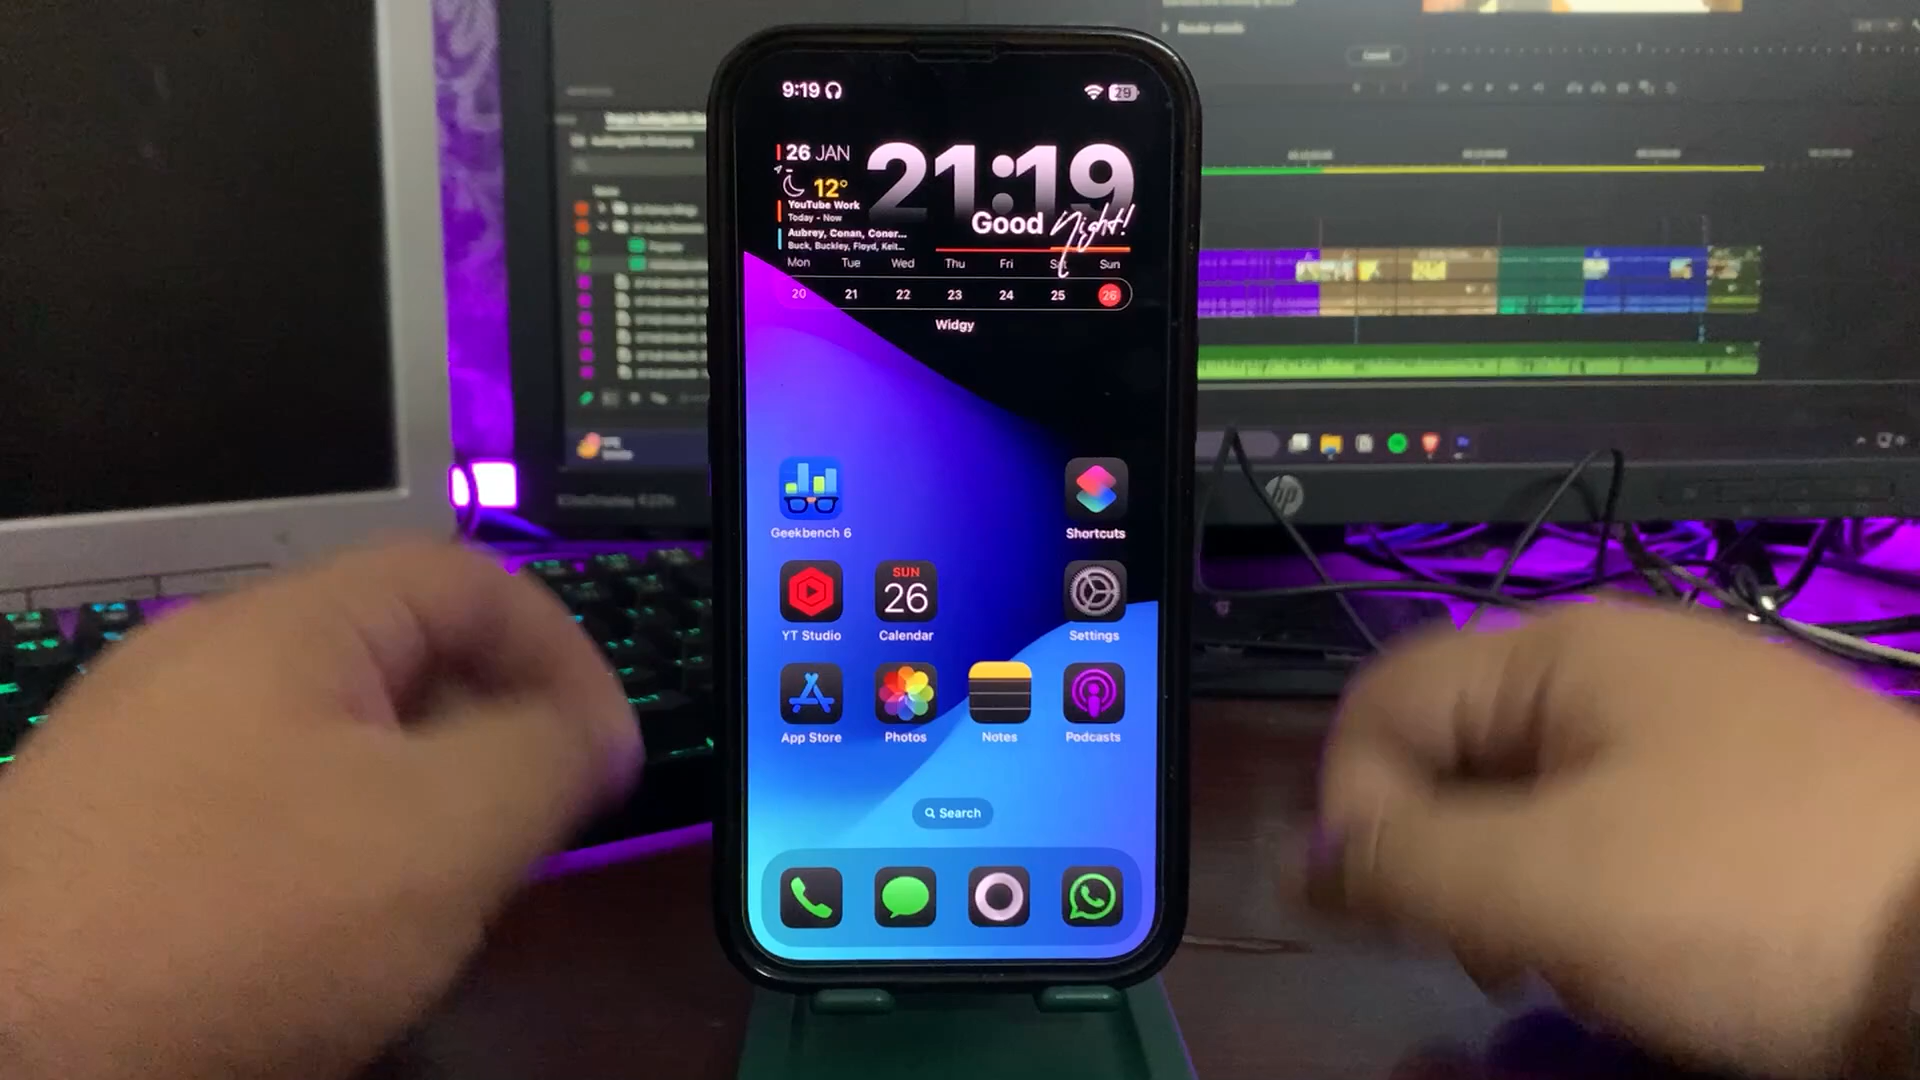 9:19
29
26 JAN
21:19
12°
YouTube Work
Today - Now
Good Night!
Aubrey, Conan, Coner...
Buck, Buckley, Floyd, Keit...
Mon Tue Wed Thu Fri Sat Sun
20 21 22 23 24 25 26
Widgy
Geekbench 6
Shortcuts
SUN
26
YT Studio
Calendar
Settings
App Store
Photos
Notes
Podcasts
Search
hp